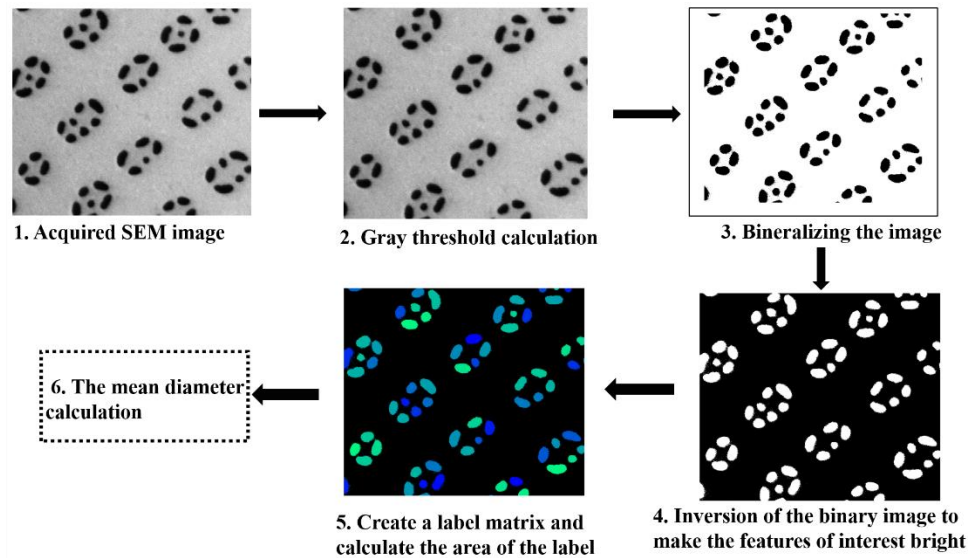 1. Acquired SEM image
2. Gray threshold calculation
3. Bineralizing the image
4. Inversion of the binary image to
make the features of interest bright
5. Create a label matrix and
calculate the area of the label
6. The mean diameter
calculation